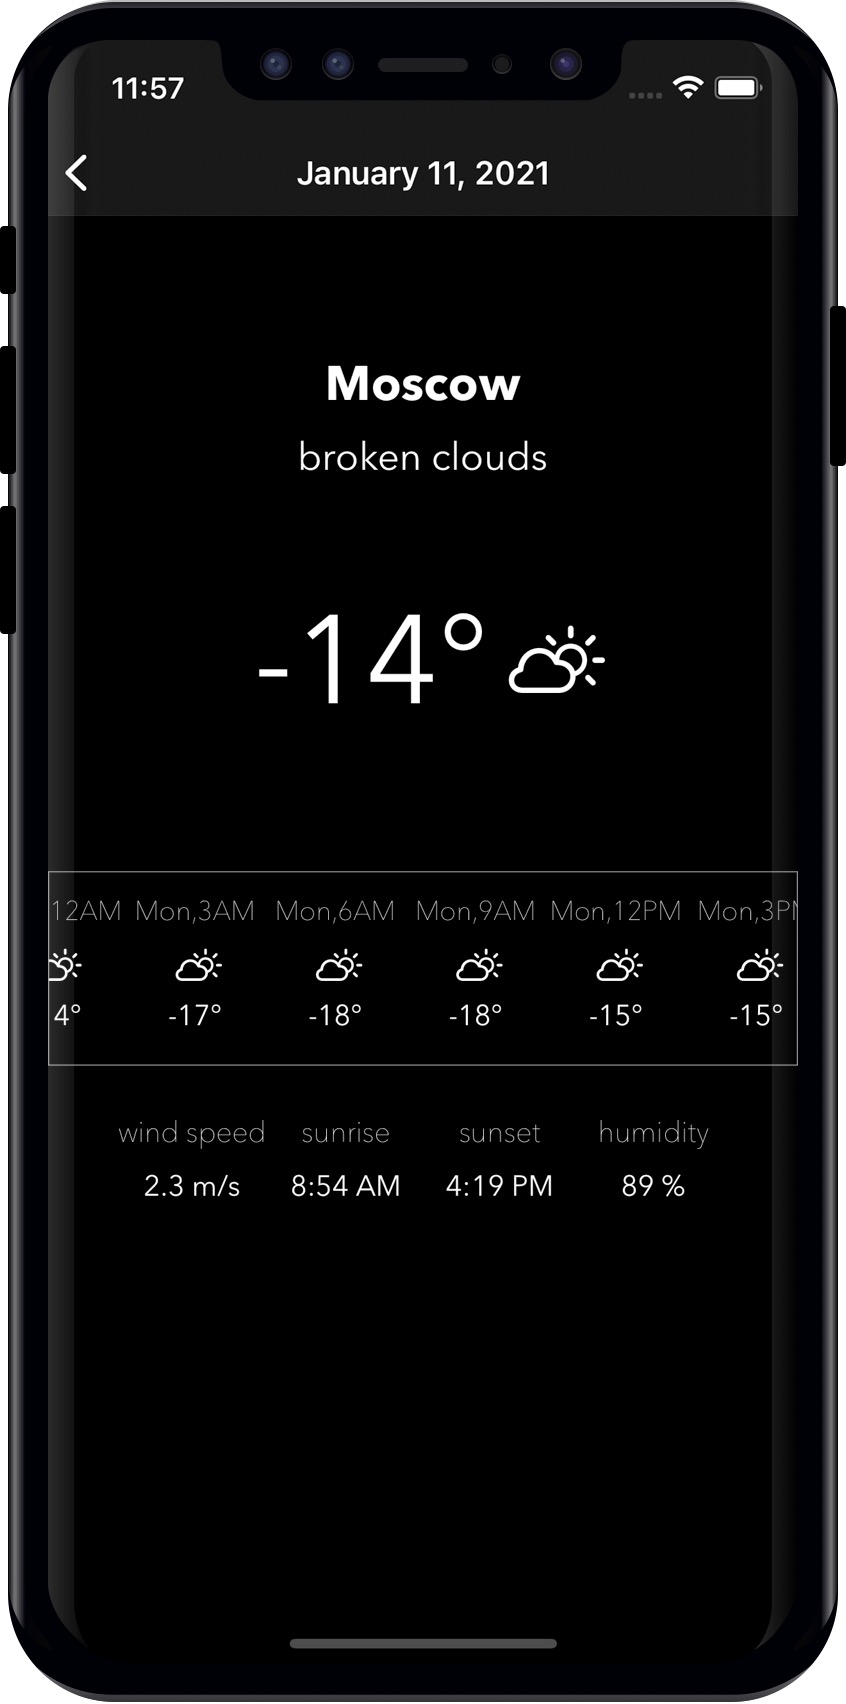 11:57
January 11, 2021
Moscow
broken clouds
-14°
12AM Mon,3AM Mon,6AM Mon,9AM Mon,12PM Mon,3P
4° -17° -18° -18° -15° -15°
wind speed sunrise sunset humidity
2.3 m/s 8:54 AM 4:19 PM 89 %